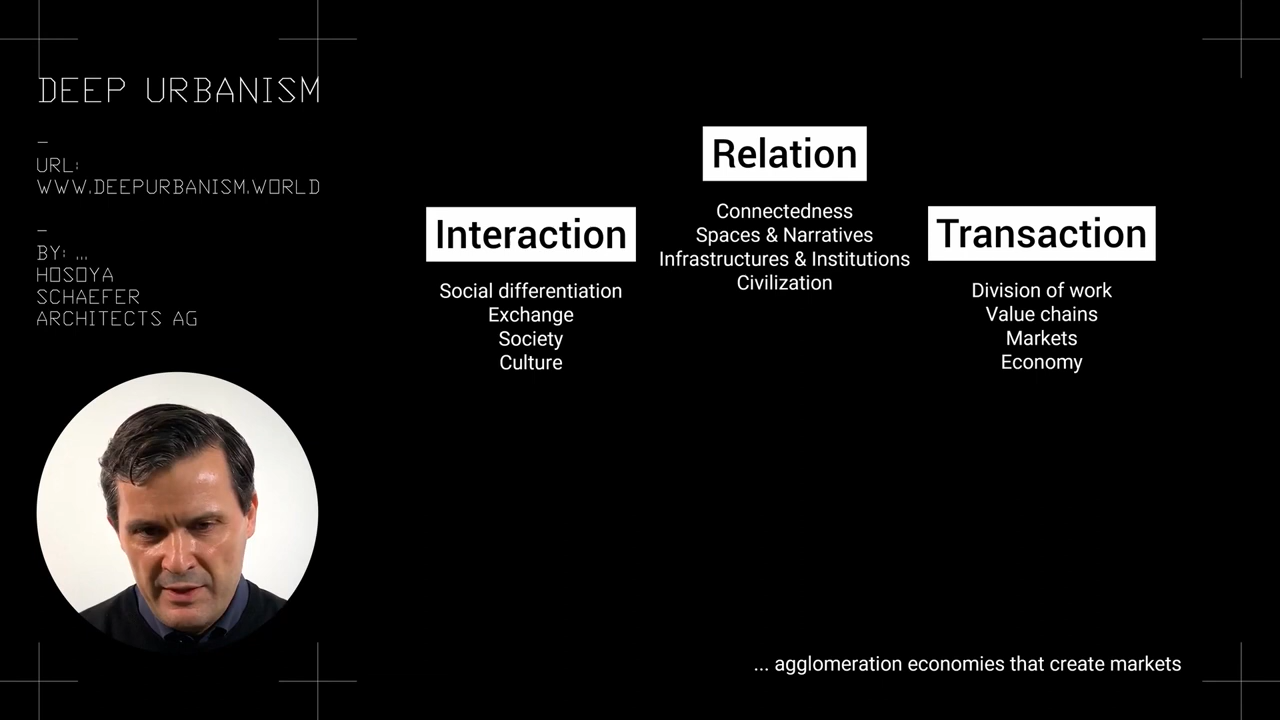 DEEP URBANISM
–
URL:
WWW.DEEPURBANISM.WORLD
–
BY: ...
HOSOYA
SCHAEFER
ARCHITECTS AG
Relation
Connectedness
Spaces & Narratives
Infrastructures & Institutions
Civilization
Interaction
Social differentiation
Exchange
Society
Culture
Transaction
Division of work
Value chains
Markets
Economy
... agglomeration economies that create markets